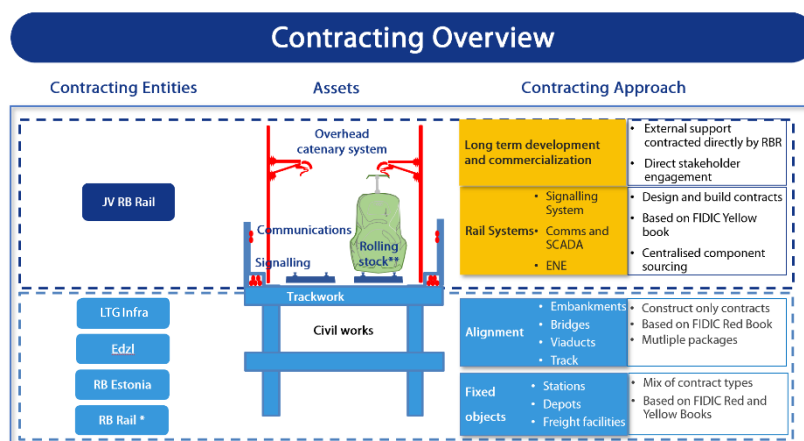 Contracting Overview
Contracting Entities
Assets
Contracting Approach
JV RB Rail
Overhead
catenary system
Communications
Signalling
Rolling
stock**
Trackwork
Civil works
Long term development
and commercialization
• External support
contracted directly by RBR
• Direct stakeholder
engagement
Rail Systems
• Signalling
System
• Comms and
SCADA
• ENE
• Design and build contracts
• Based on FIDIC Yellow
book
• Centralised component
sourcing
LTG Infra
Edzl
RB Estonia
RB Rail *
Alignment
• Embankments
• Bridges
• Viaducts
• Track
• Construct only contracts
• Based on FIDIC Red Book
• Mutliple packages
Fixed
objects
• Stations
• Depots
• Freight facilities
• Mix of contract types
• Based on FIDIC Red and
Yellow Books